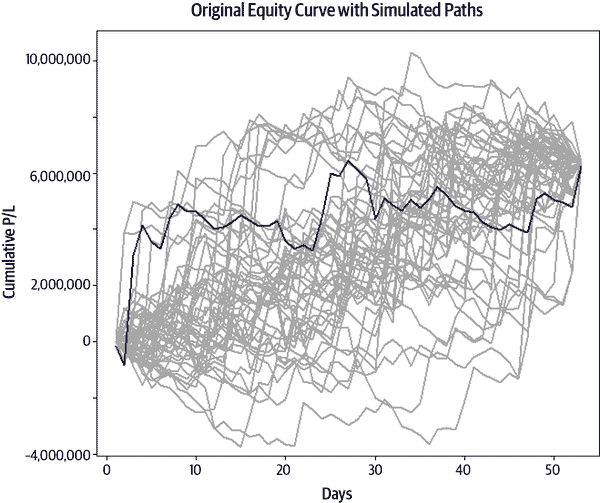 Original Equity Curve with Simulated Paths
10,000,000
6,000,000
2,000,000
0
–4,000,000
Cumulative P/L
0 10 20 30 40 50
Days